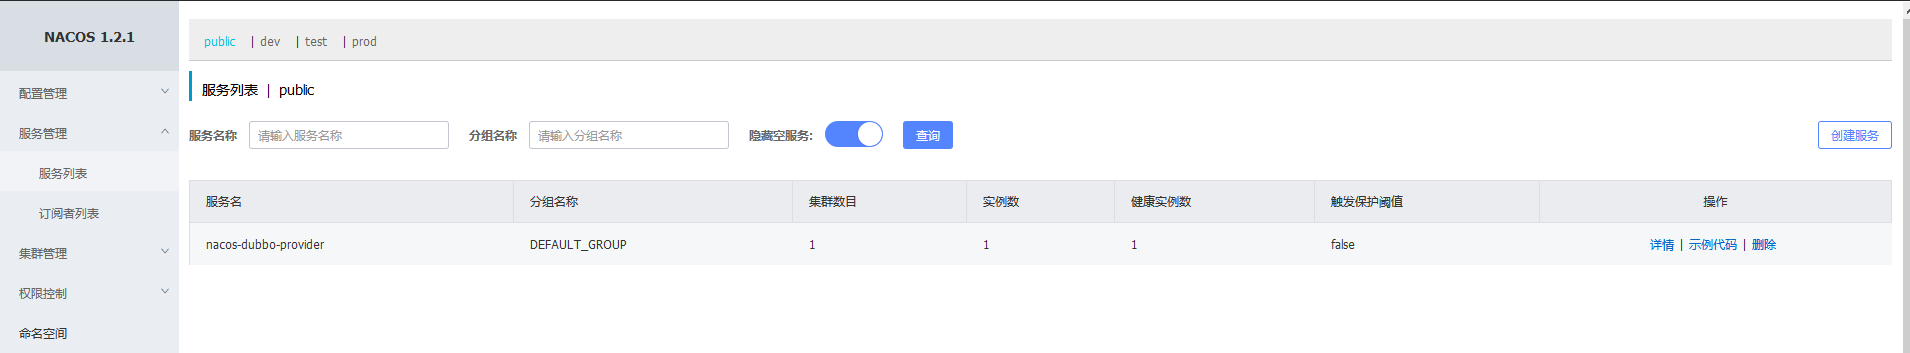 NACOS 1.2.1
配置管理
服务管理
服务列表
订阅者列表
集群管理
权限控制
命名空间
public | dev | test | prod
服务列表 | public
服务名称 请输入服务名称 分组名称 请输入分组名称 隐藏空服务: 查询 创建服务
服务名 分组名称 集群数目 实例数 健康实例数 触发保护阈值 操作
nacos-dubbo-provider DEFAULT_GROUP 1 1 1 false 详情 | 示例代码 | 删除